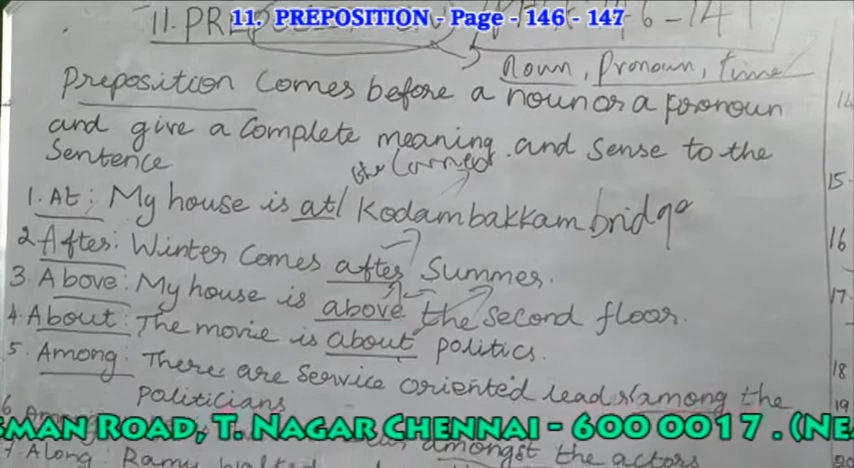 11. PREPOSITION - Page - 146 - 147
noun, pronoun, time
Preposition comes before a noun or a pronoun
and give a complete meaning. and sense to the
Sentence
the corner of
1. At: My house is at/ Kodambakkam bridge
2 After: Winter comes after Summer.
3. Above: My house is above the second floor.
4. About: The movie is about politics.
5. Among: There are service oriented leaders among the
politicians
SMAN ROAD, T. NAGAR CHENNAI - 600 0017 . (NE
amongst the actors
7. Along: Ramu walked
14
15
16
17
18
19
20